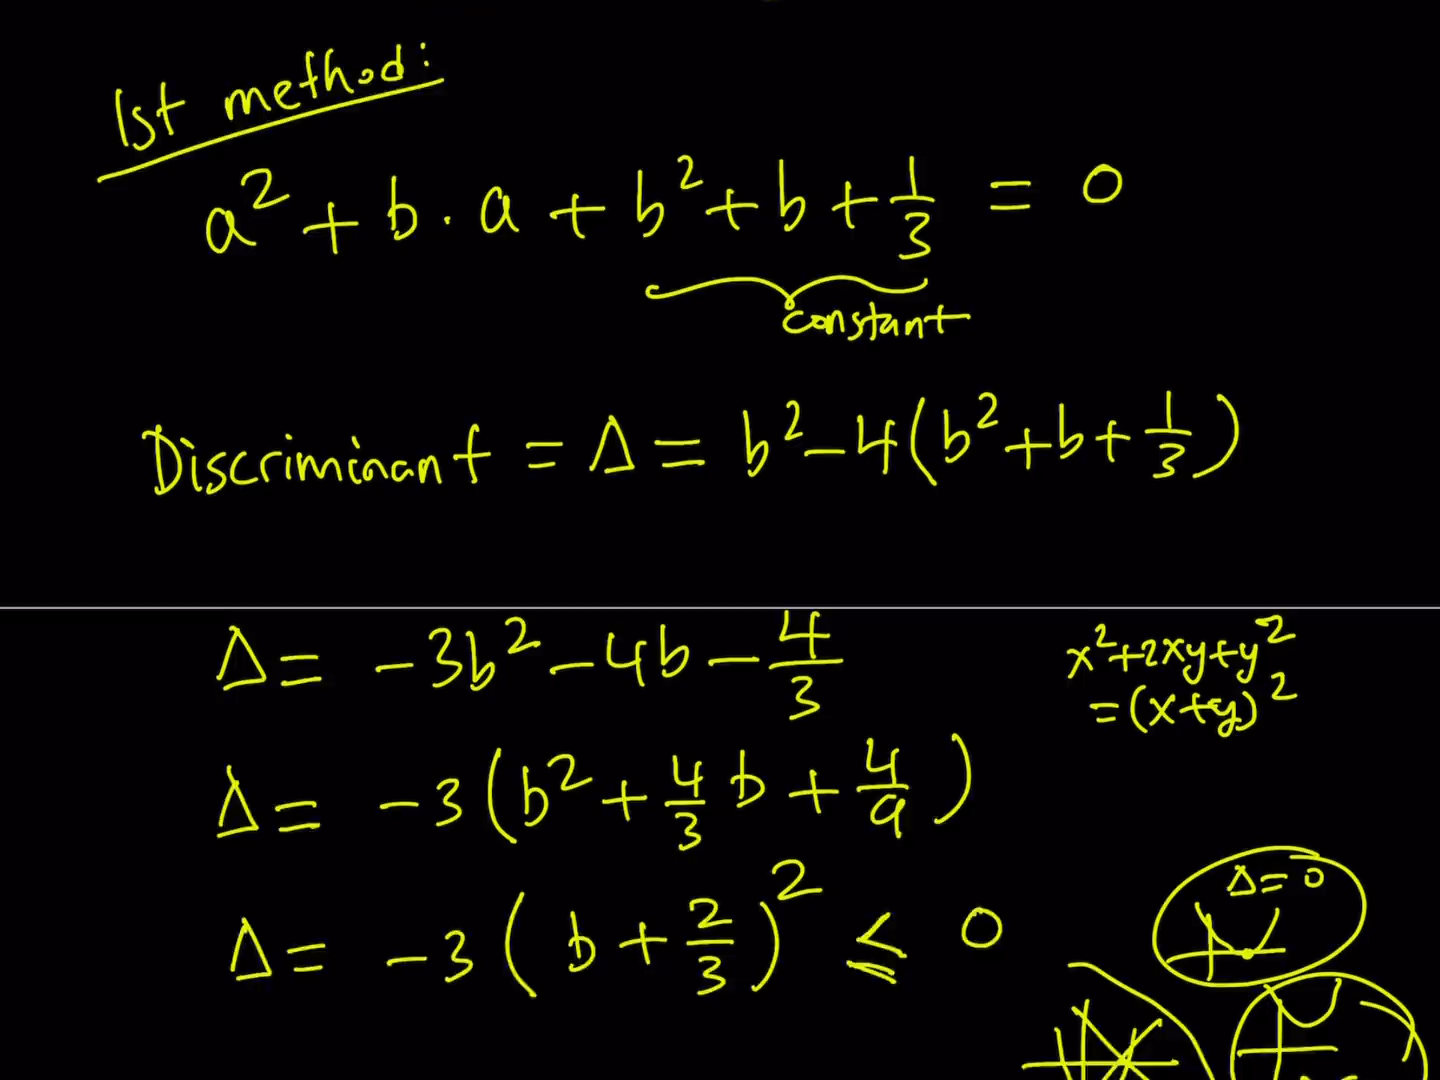 1st method:
a² + b · a + b² + b + 1/3 = 0
constant
Discriminant = Δ = b² - 4(b² + b + 1/3)
Δ = -3b² - 4b - 4/3
x²+2xy+y²
=(x+y)²
Δ = -3(b² + 4/3 b + 4/9)
Δ = -3(b + 2/3)² ≤ 0
Δ = 0